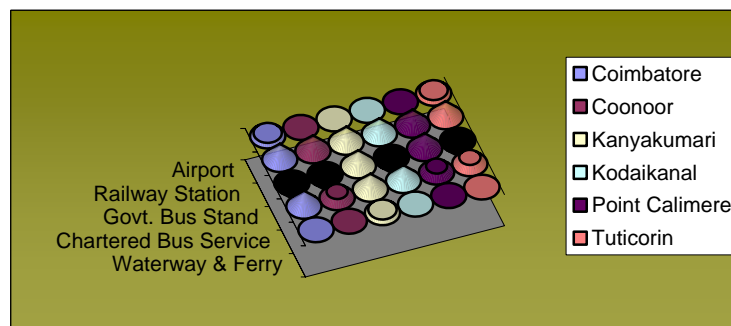 Airport
Railway Station
Govt. Bus Stand
Chartered Bus Service
Waterway & Ferry
Coimbatore
Coonoor
Kanyakumari
Kodaikanal
Point Calimere
Tuticorin